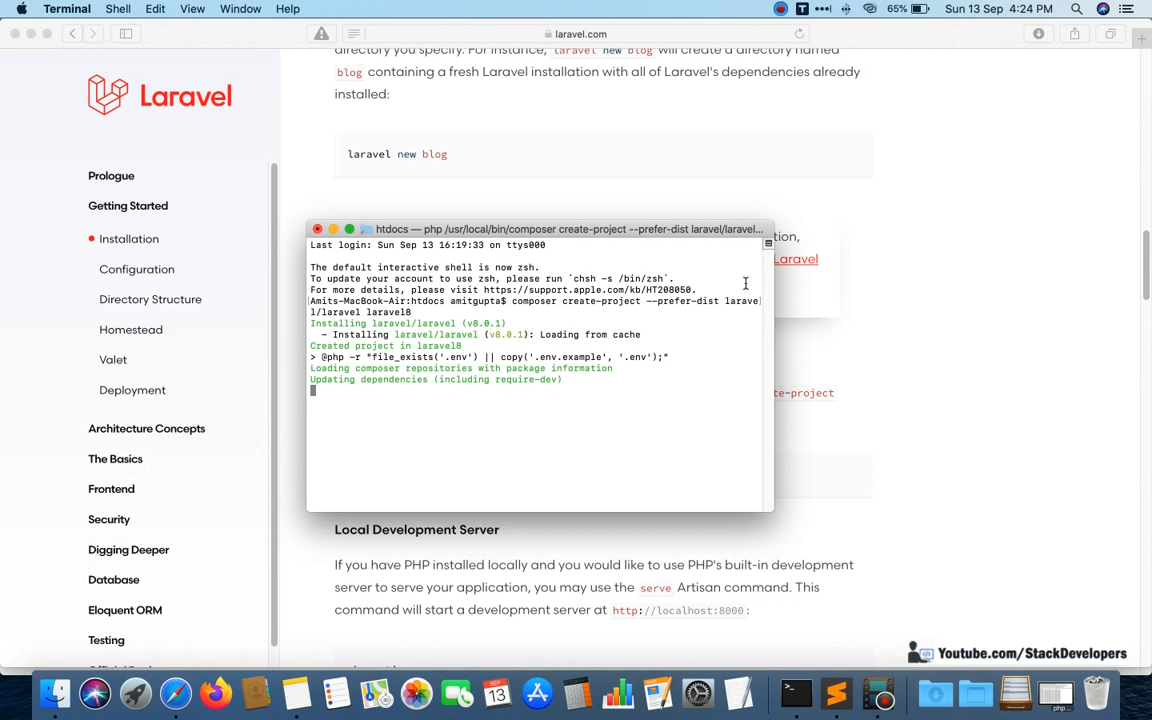 Terminal Shell Edit View Window Help 65% Sun 13 Sep 4:24 PM
laravel.com
directory you specify. For instance, laravel new blog will create a directory named
blog containing a fresh Laravel installation with all of Laravel's dependencies already
installed:
laravel new blog
Laravel
Prologue
Getting Started
Installation
Configuration
Directory Structure
Homestead
Valet
Deployment
Architecture Concepts
The Basics
Frontend
Security
Digging Deeper
Database
Eloquent ORM
Testing
htdocs — php /usr/local/bin/composer create-project --prefer-dist laravel/laravel...
Last login: Sun Sep 13 16:19:33 on ttys000
The default interactive shell is now zsh.
To update your account to use zsh, please run `chsh -s /bin/zsh`.
For more details, please visit https://support.apple.com/kb/HT208050.
[Amits-MacBook-Air:htdocs amitgupta$ composer create-project --prefer-dist larave]
l/laravel laravel8
Installing laravel/laravel (v8.0.1)
- Installing laravel/laravel (v8.0.1): Loading from cache
Created project in laravel8
> @php -r "file_exists('.env') || copy('.env.example', '.env');"
Loading composer repositories with package information
Updating dependencies (including require-dev)
tion,
Laravel
te-project
Local Development Server
If you have PHP installed locally and you would like to use PHP's built-in development
server to serve your application, you may use the serve Artisan command. This
command will start a development server at http://localhost:8000:
Youtube.com/StackDevelopers
SEP
13
php